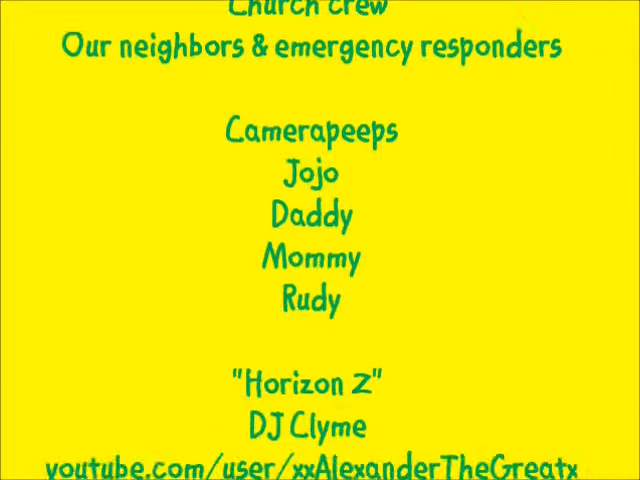 Church crew
Our neighbors & emergency responders
Camerapeeps
Jojo
Daddy
Mommy
Rudy
"Horizon 2"
DJ Clyme
youtube.com/user/xxAlexanderTheGreatx